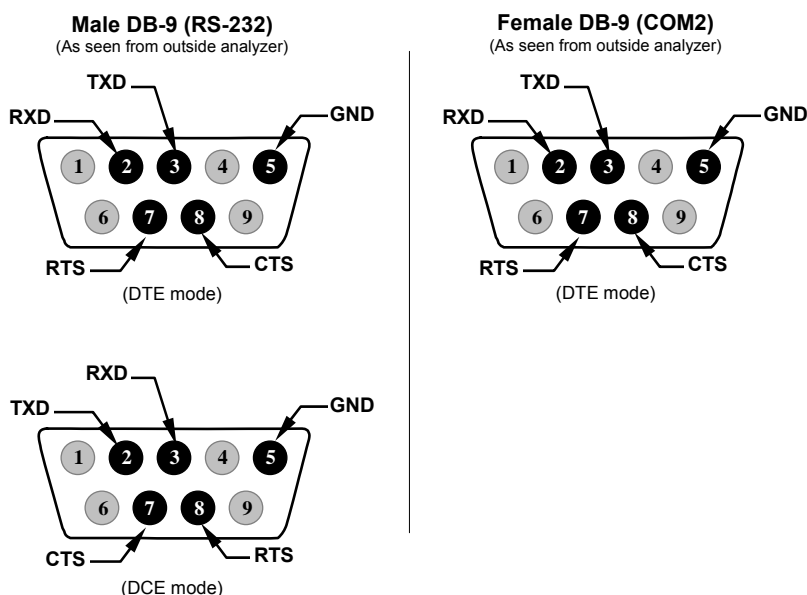 Male DB-9 (RS-232)
(As seen from outside analyzer)
TXD
RXD
GND
1 2 3 4 5
6 7 8 9
RTS
CTS
(DTE mode)
RXD
TXD
GND
1 2 3 4 5
6 7 8 9
CTS
RTS
(DCE mode)
Female DB-9 (COM2)
(As seen from outside analyzer)
TXD
RXD
GND
1 2 3 4 5
6 7 8 9
RTS
CTS
(DTE mode)